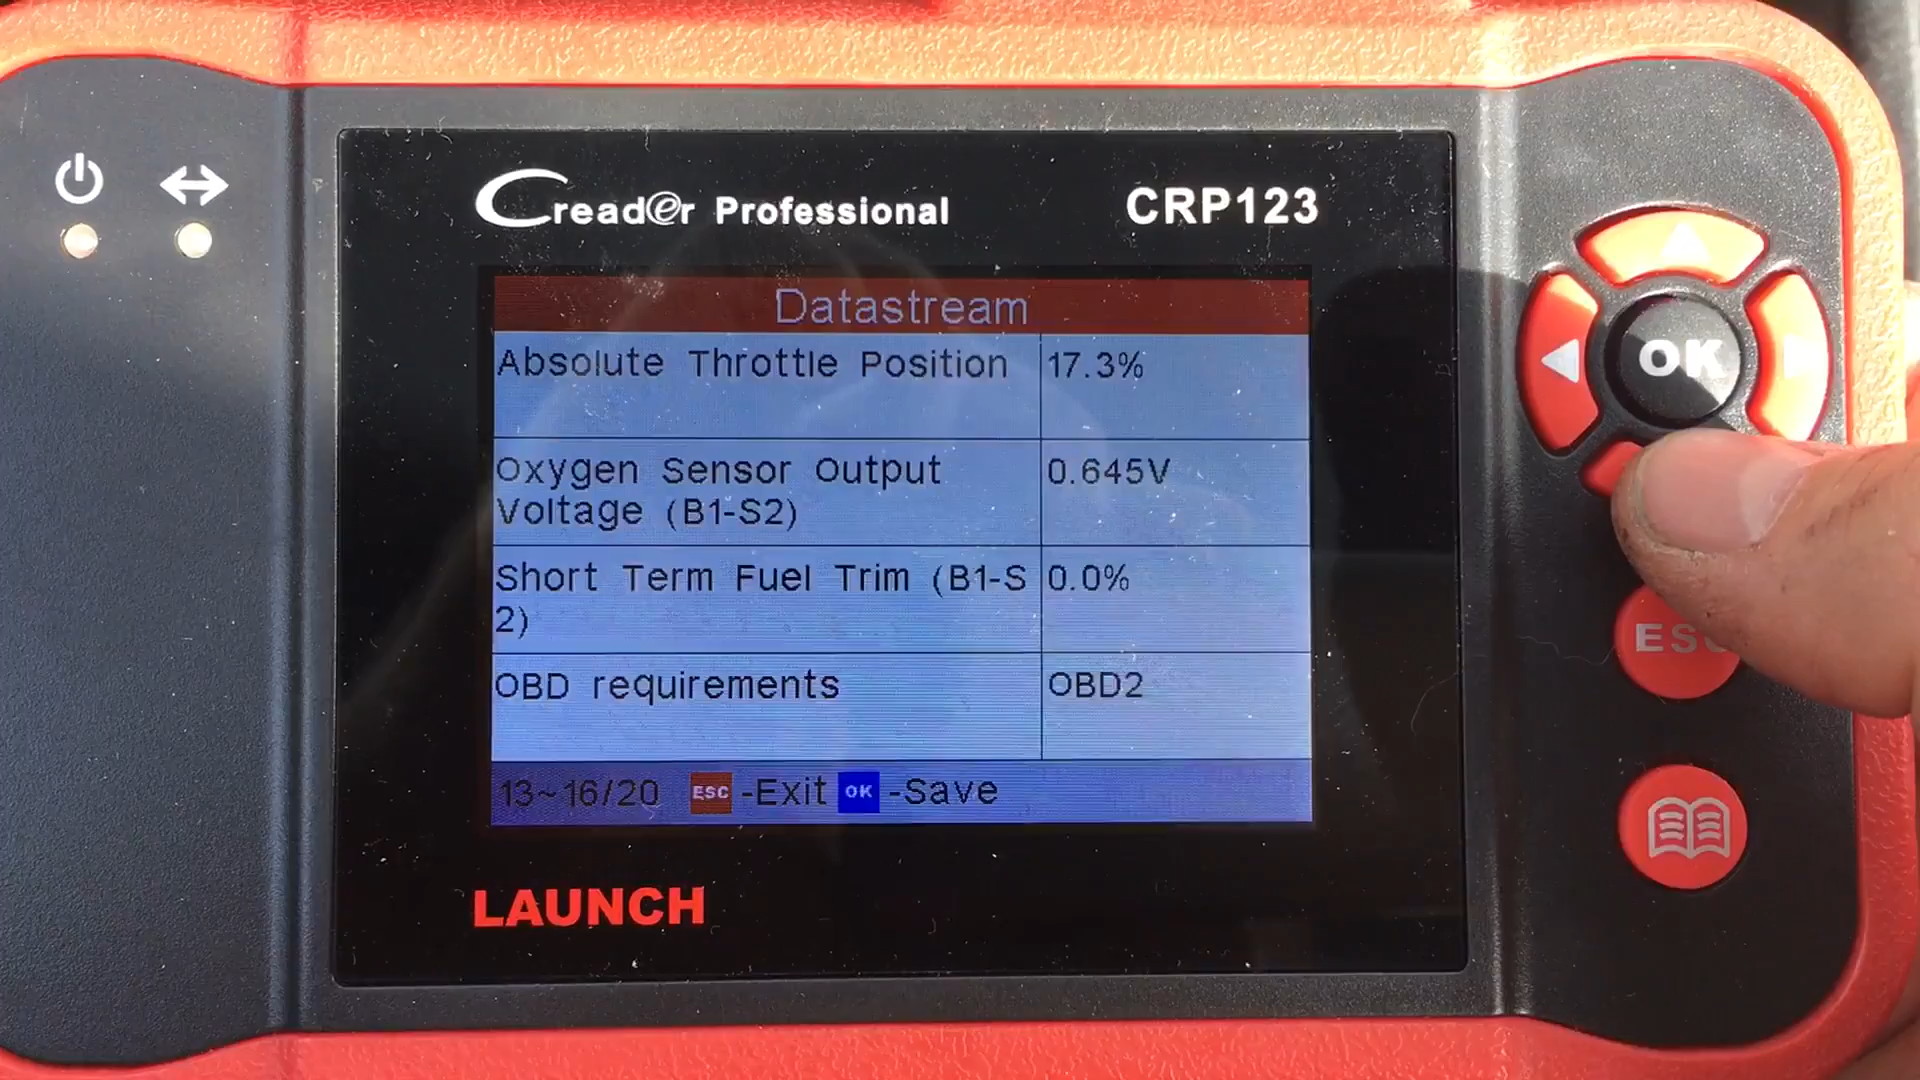 Creader Professional CRP123
Datastream
Absolute Throttle Position 17.3%
Oxygen Sensor Output 0.645V
Voltage (B1-S2)
Short Term Fuel Trim (B1-S 0.0%
2)
OBD requirements OBD2
13~16/20 ESC -Exit OK -Save
LAUNCH
OK
ESC